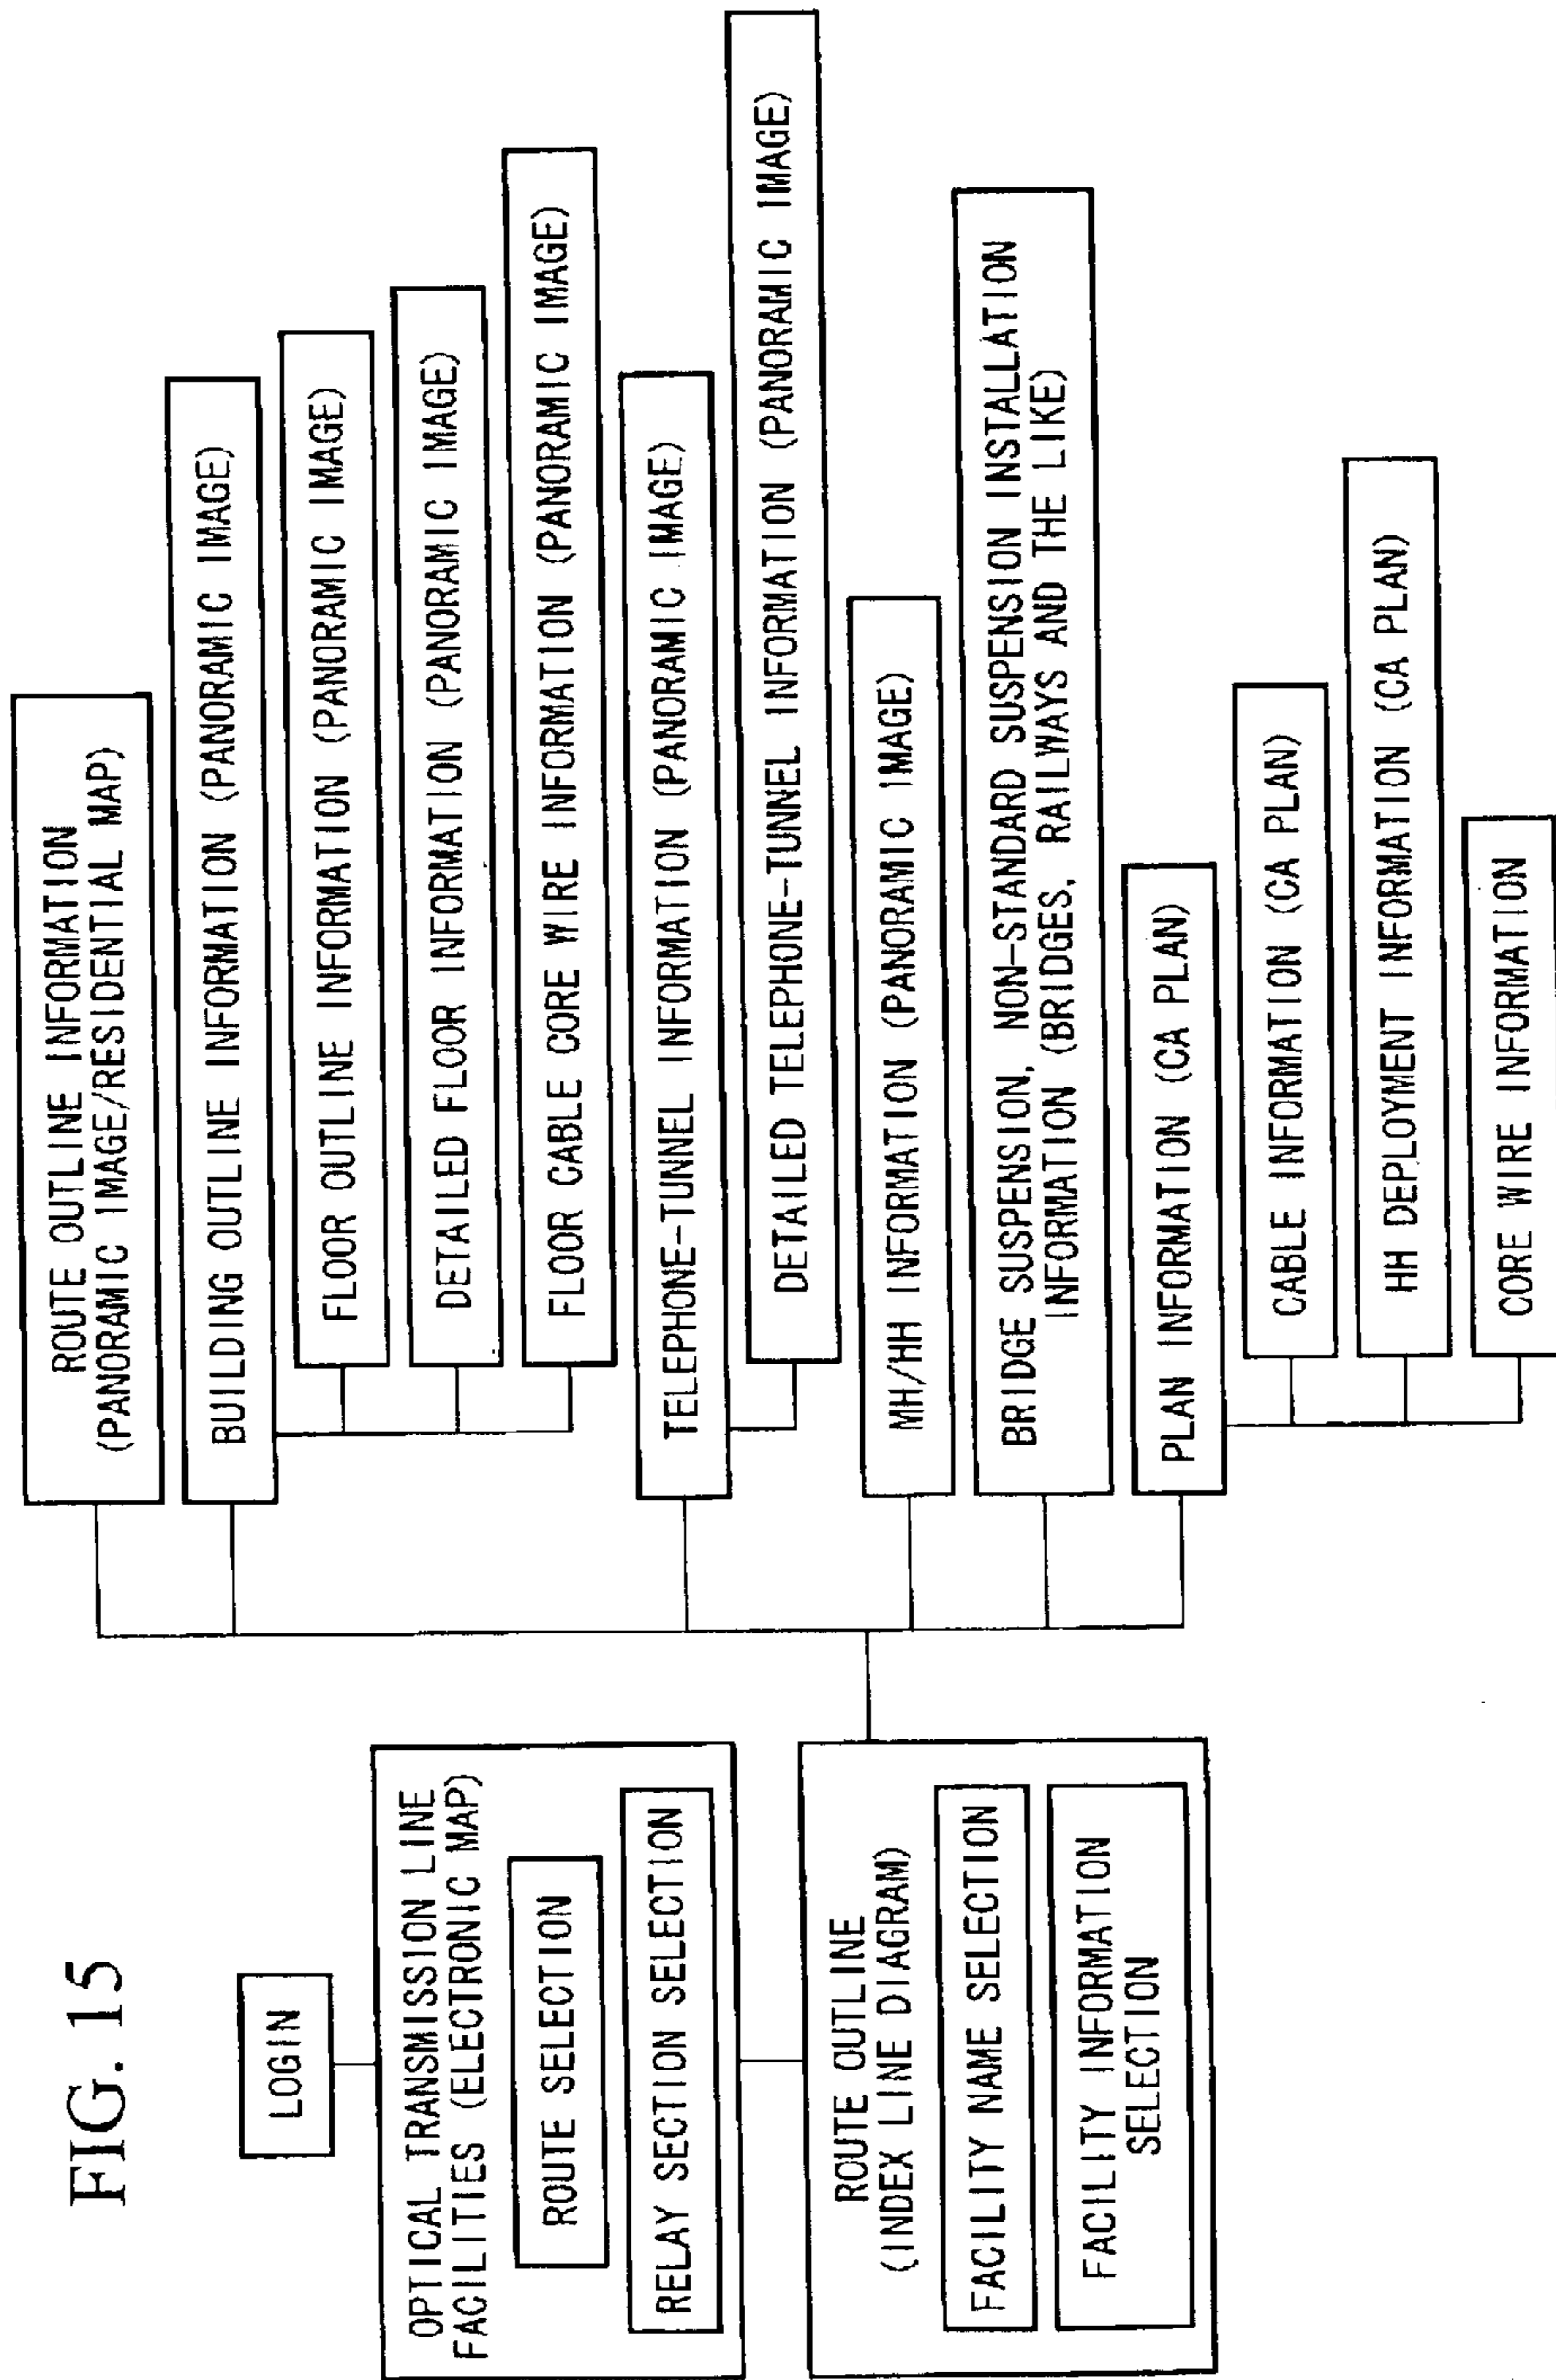 FIG. 15
LOGIN
OPTICAL TRANSMISSION LINE
FACILITIES (ELECTRONIC MAP)
ROUTE SELECTION
RELAY SECTION SELECTION
ROUTE OUTLINE
(INDEX LINE DIAGRAM)
FACILITY NAME SELECTION
FACILITY INFORMATION
SELECTION
ROUTE OUTLINE INFORMATION
(PANORAMIC IMAGE/RESIDENTIAL MAP)
BUILDING OUTLINE INFORMATION (PANORAMIC IMAGE)
FLOOR OUTLINE INFORMATION (PANORAMIC IMAGE)
DETAILED FLOOR INFORMATION (PANORAMIC IMAGE)
FLOOR CABLE CORE WIRE INFORMATION (PANORAMIC IMAGE)
TELEPHONE-TUNNEL INFORMATION (PANORAMIC IMAGE)
DETAILED TELEPHONE-TUNNEL INFORMATION (PANORAMIC IMAGE)
MH/HH INFORMATION (PANORAMIC IMAGE)
BRIDGE SUSPENSION, NON-STANDARD SUSPENSION INSTALLATION
INFORMATION (BRIDGES, RAILWAYS AND THE LIKE)
PLAN INFORMATION (CA PLAN)
CABLE INFORMATION (CA PLAN)
HH DEPLOYMENT INFORMATION (CA PLAN)
CORE WIRE INFORMATION